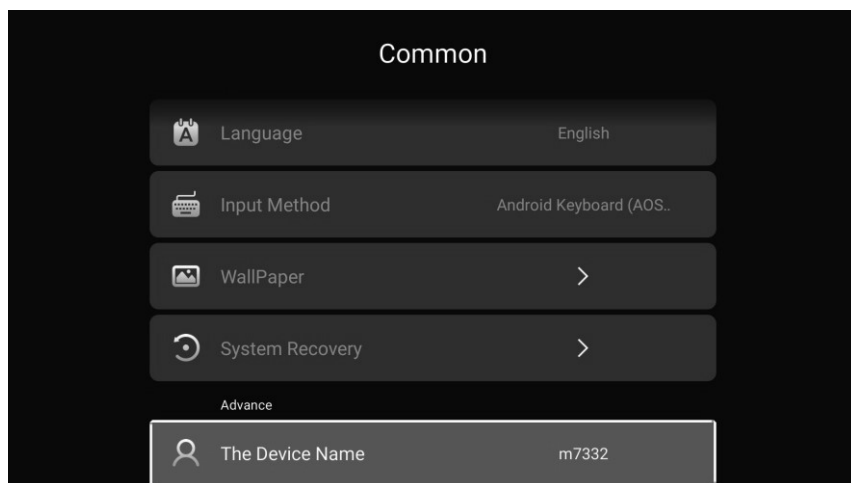 Common
Language English
Input Method Android Keyboard (AOS..
WallPaper
System Recovery
Advance
The Device Name m7332